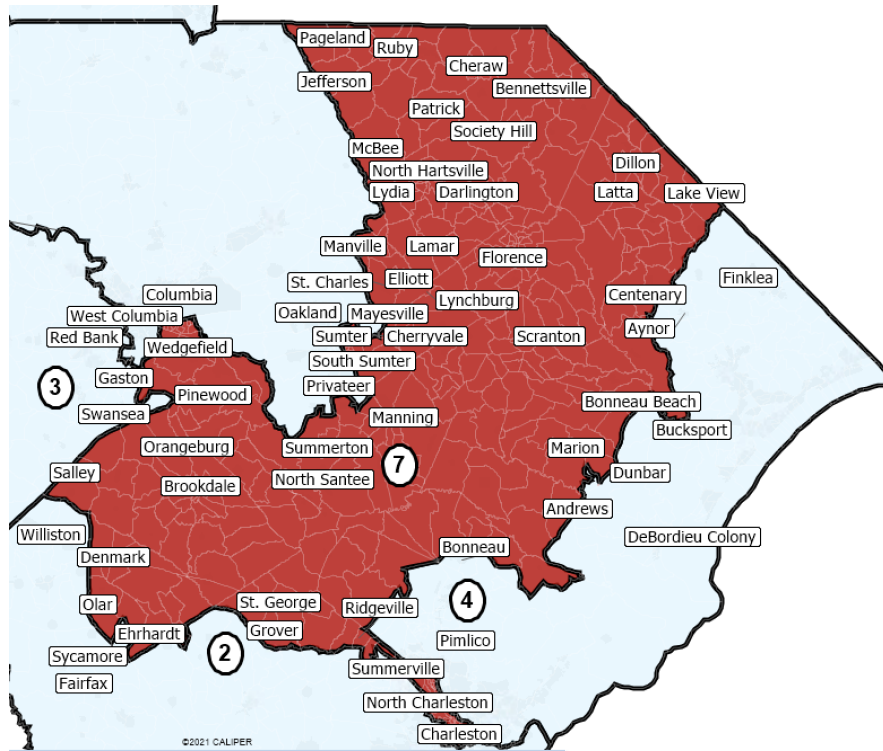 Pageland
Ruby
Cheraw
Jefferson
Bennettsville
Patrick
Society Hill
McBee
Dillon
North Hartsville
Lydia
Darlington
Latta
Lake View
Manville
Lamar
Florence
Finklea
St. Charles
Elliott
Columbia
Lynchburg
Centenary
West Columbia
Oakland
Mayesville
Aynor
Red Bank
Sumter
Cherryvale
Scranton
Wedgefield
South Sumter
Gaston
3
Privateer
Pinewood
Bonneau Beach
Swansea
Manning
Bucksport
Orangeburg
Summerton
Marion
7
Salley
Dunbar
Brookdale
North Santee
Andrews
Williston
DeBordieu Colony
Denmark
Bonneau
Olar
St. George
Ridgeville
4
Ehrhardt
Grover
Pimlico
Sycamore
2
Summerville
Fairfax
North Charleston
Charleston
©2021 CALIPER